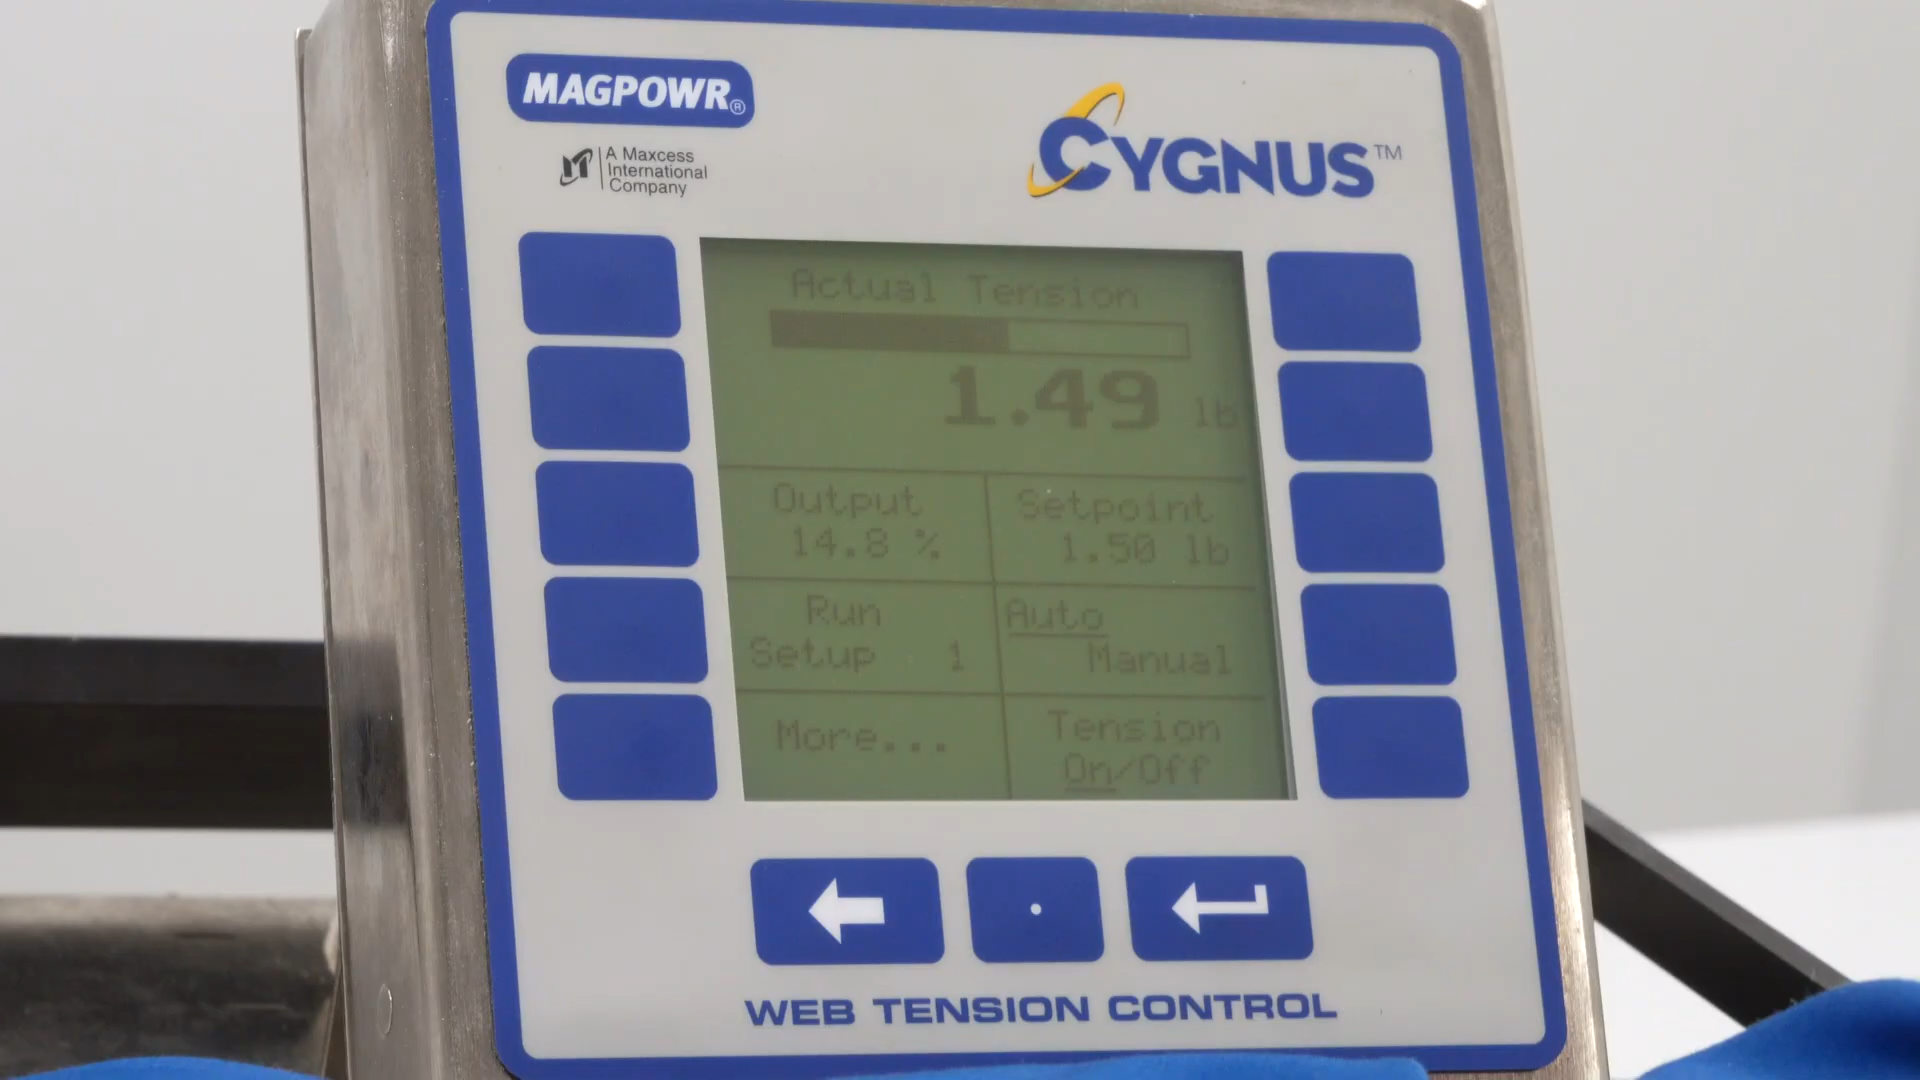 MAGPOWR®
A Maxcess
International
Company
CYGNUS™
Actual Tension
1.49 lb
Output
14.8 %
Setpoint
1.50 lb
Run
Setup 1
Auto
Manual
More...
Tension
On/Off
WEB TENSION CONTROL